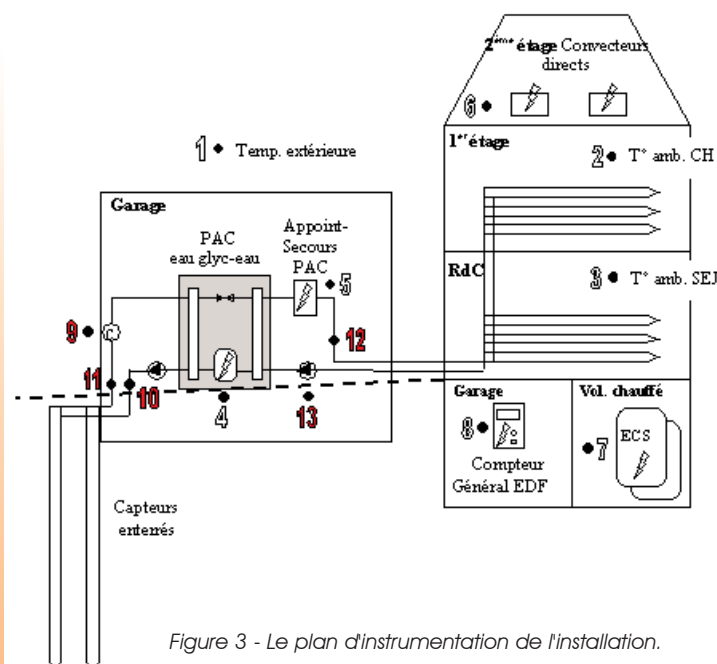 2ème étage Convecteurs
directs
6
1er étage
1 Temp. extérieure
2 T° amb. CH
Garage
PAC
eau glyc-eau
Appoint-
Secours
PAC
5
RdC
3 T° amb. SEJ
9
C
12
11
10
4
13
Garage
8
Compteur
Général EDF
Vol. chauffé
7
ECS
Capteurs
enterrés
Figure 3 - Le plan d'instrumentation de l'installation.